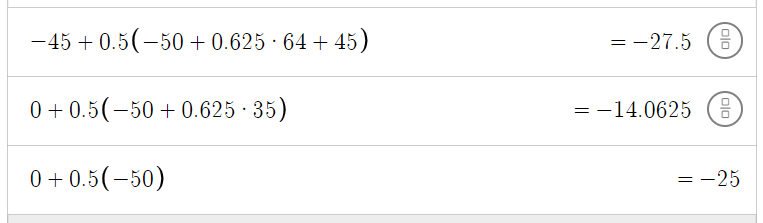 −45 + 0.5(−50 + 0.625 · 64 + 45) = −27.5
0 + 0.5(−50 + 0.625 · 35) = −14.0625
0 + 0.5(−50) = −25